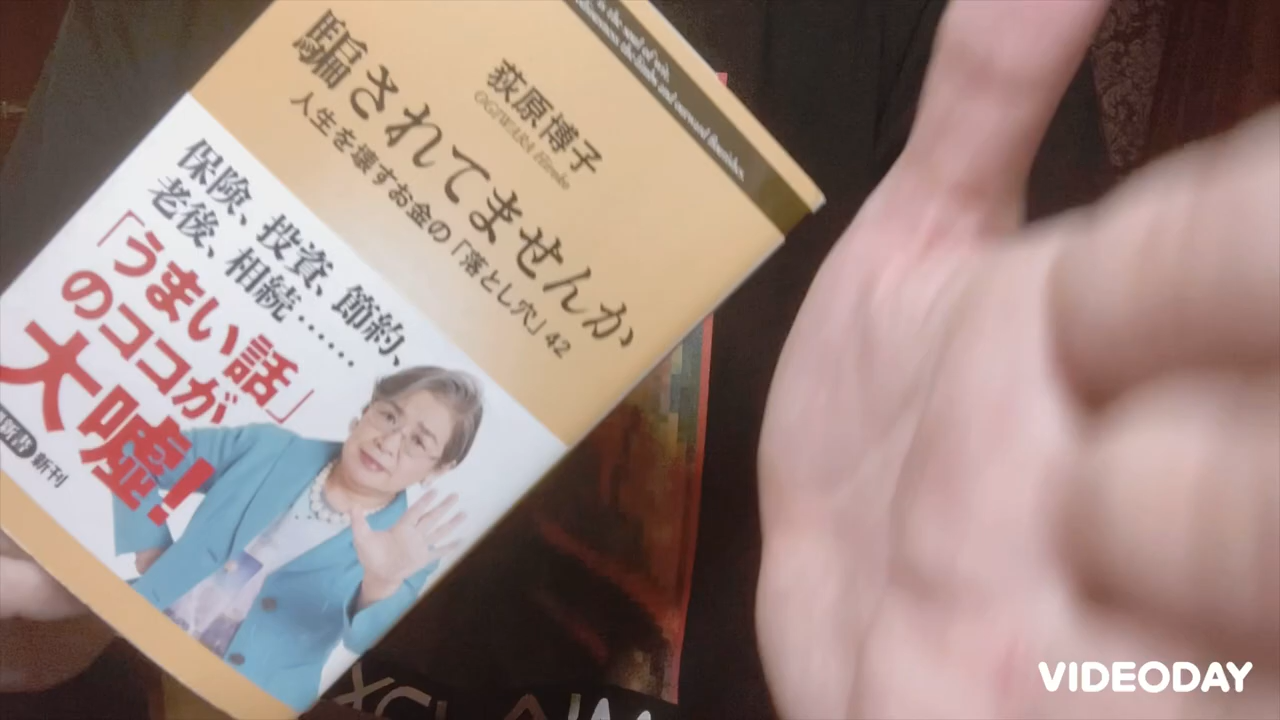 荻原博子
OGIWARA Hiroko
騙されてませんか
人生を壊すお金の「落とし穴」42
保険、投資、節約、
老後、相続……
「うまい話」
のココが
大嘘!
新書 新刊
VIDEODAY